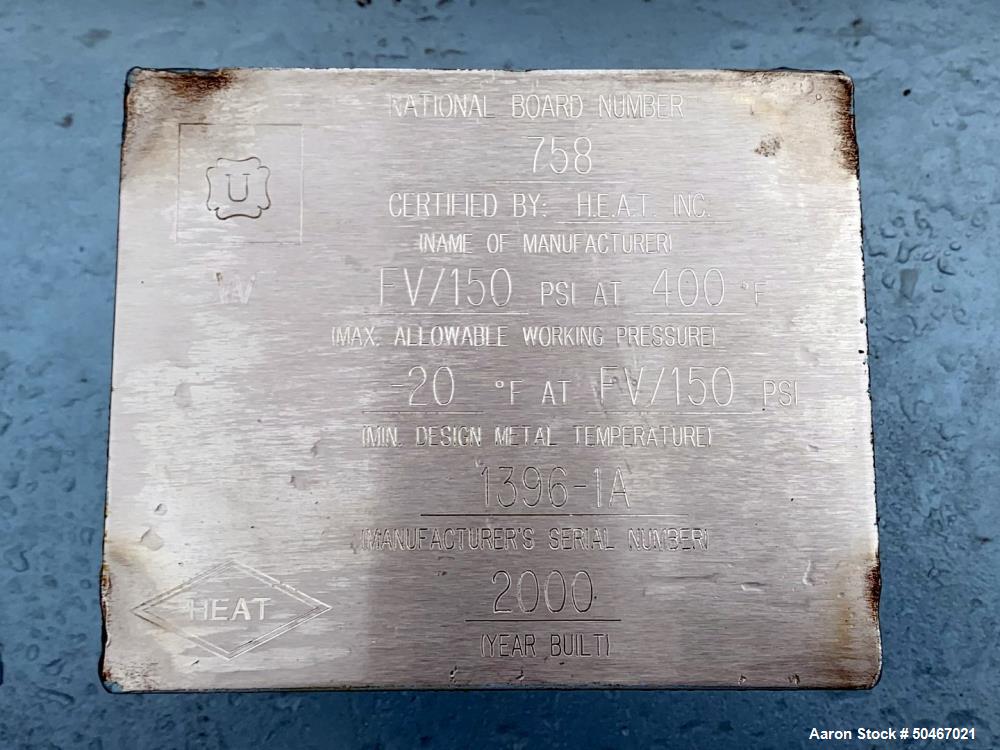 NATIONAL BOARD NUMBER
758
U
CERTIFIED BY: H.E.A.T. INC.
(NAME OF MANUFACTURER)
W
FV/150 PSI AT 400 °F
(MAX. ALLOWABLE WORKING PRESSURE)
-20 °F AT FV/150 PSI
(MIN. DESIGN METAL TEMPERATURE)
1396-1A
(MANUFACTURER'S SERIAL NUMBER)
HEAT
2000
(YEAR BUILT)
Aaron Stock # 50467021